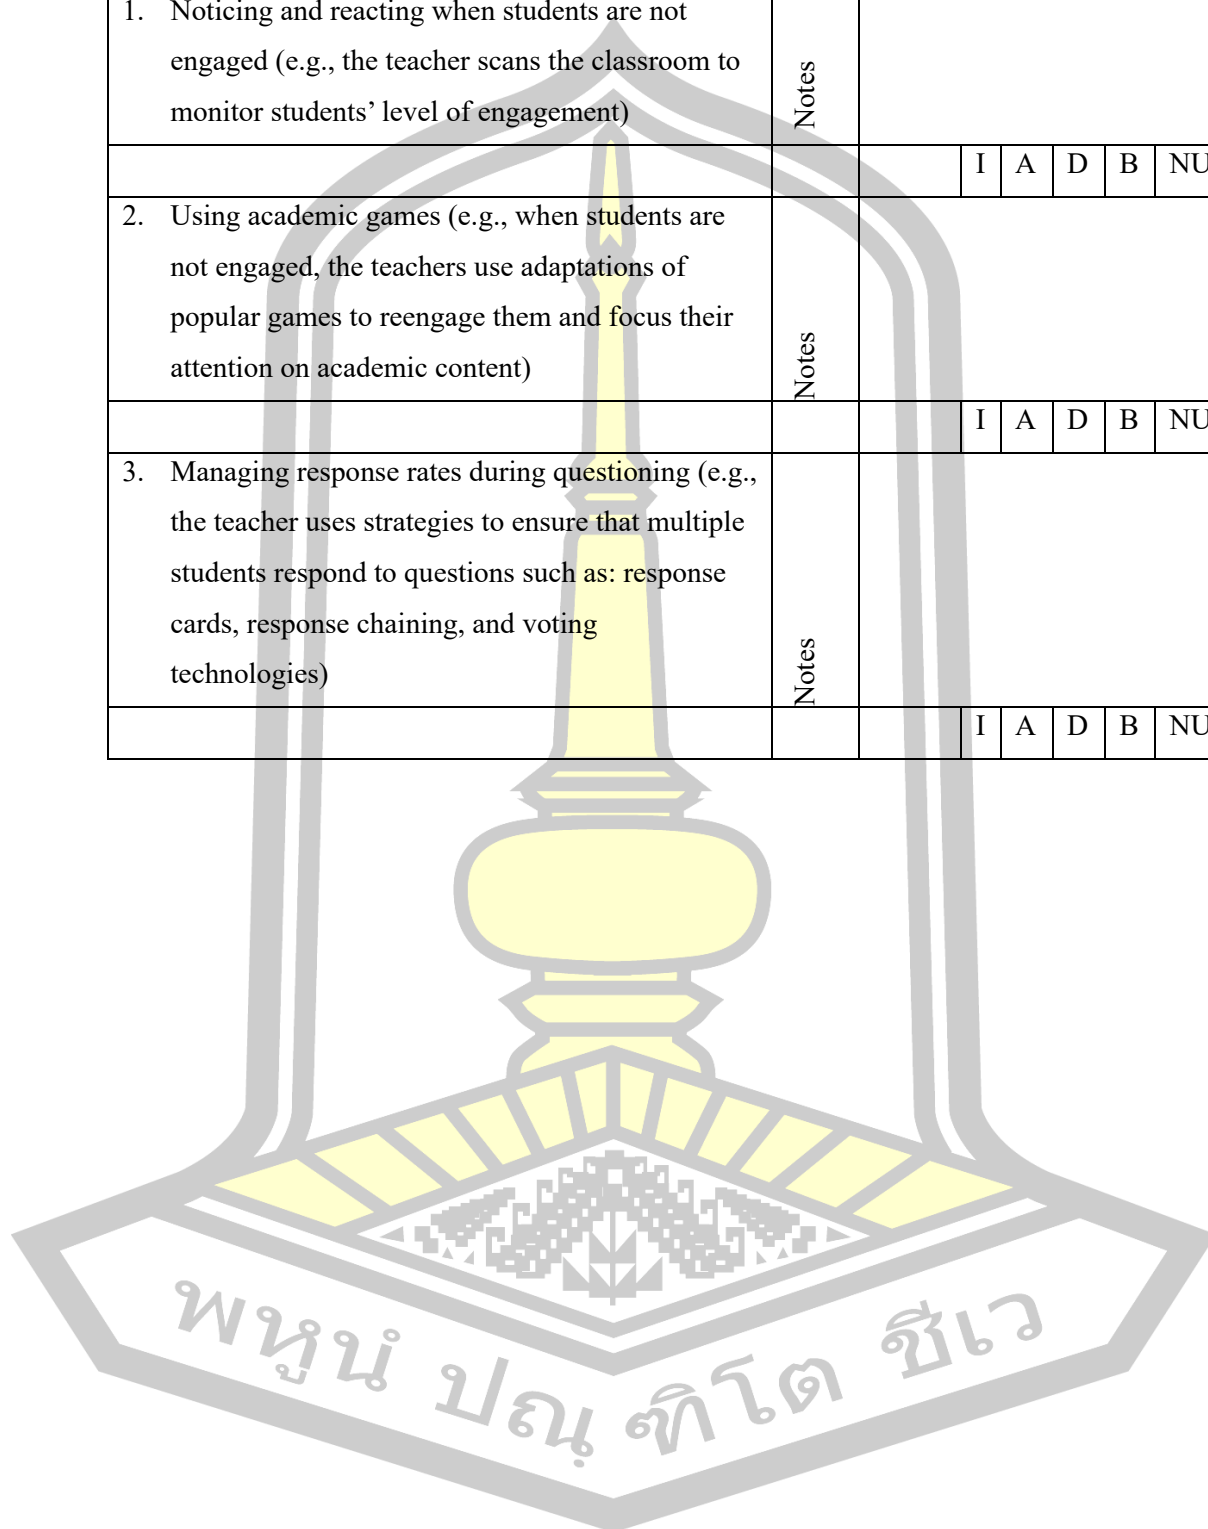 1. Noticing and reacting when students are not
engaged (e.g., the teacher scans the classroom to
monitor students’ level of engagement)
Notes
I A D B NU
2. Using academic games (e.g., when students are
not engaged, the teachers use adaptations of
popular games to reengage them and focus their
attention on academic content)
Notes
I A D B NU
3. Managing response rates during questioning (e.g.,
the teacher uses strategies to ensure that multiple
students respond to questions such as: response
cards, response chaining, and voting
technologies)
Notes
I A D B NU
พหูนํ ปณฺฑิโต ชีเว